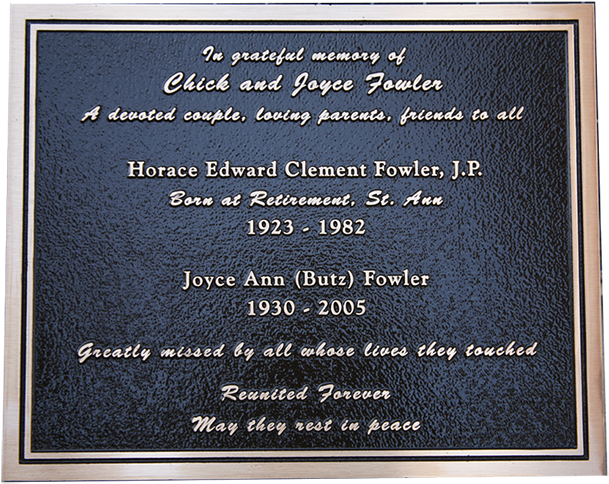 In grateful memory of
Chick and Joyce Fowler
A devoted couple, loving parents, friends to all
Horace Edward Clement Fowler, J.P.
Born at Retirement, St. Ann
1923 - 1982
Joyce Ann (Butz) Fowler
1930 - 2005
Greatly missed by all whose lives they touched
Reunited Forever
May they rest in peace